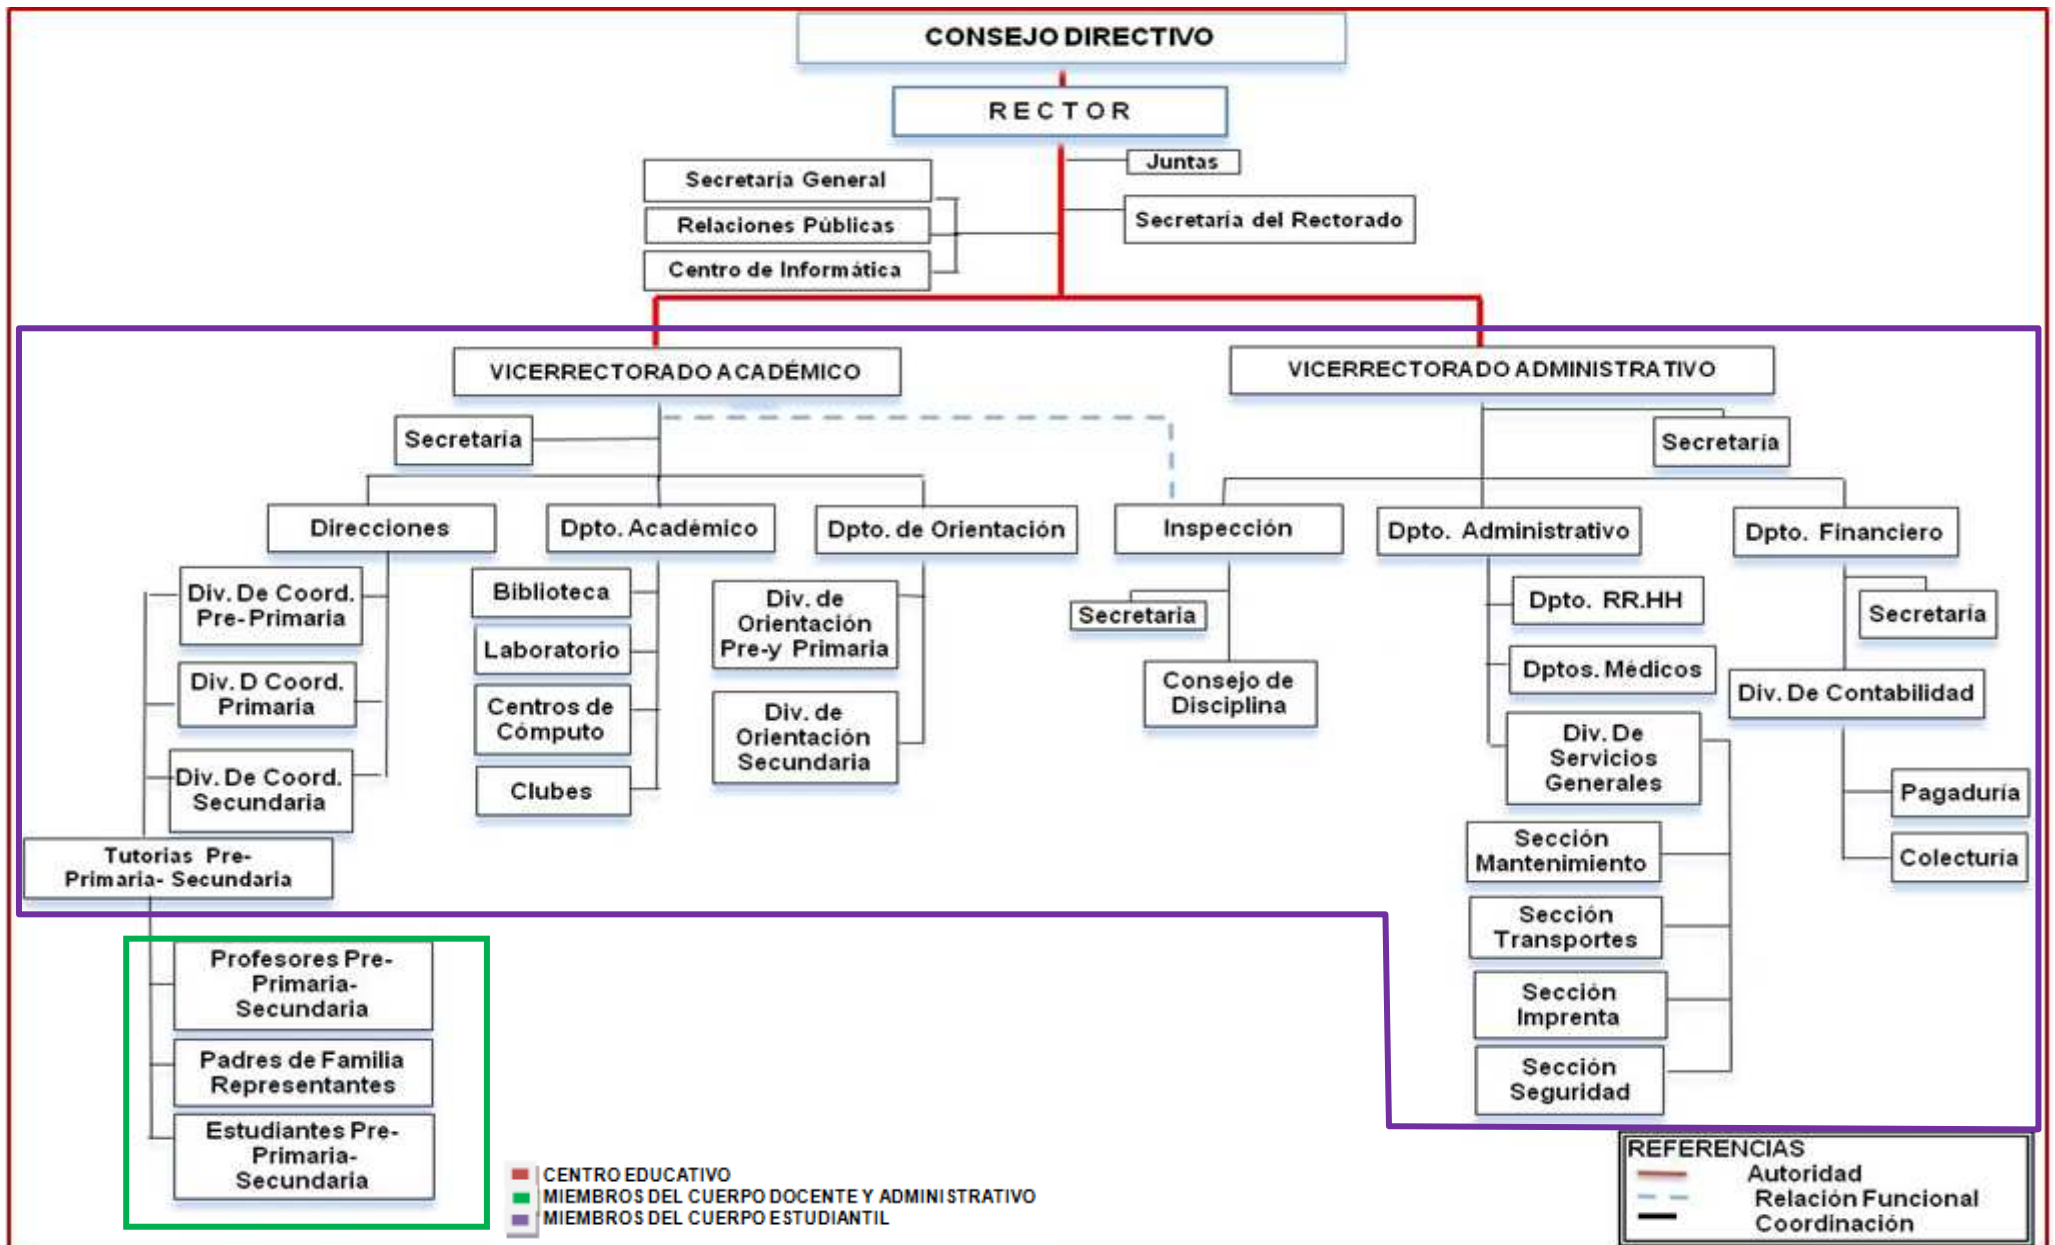 CONSEJO DIRECTIVO
RECTOR
Juntas
Secretaría General
Relaciones Públicas
Centro de Informática
Secretaría del Rectorado
VICERRECTORADO ACADÉMICO
VICERRECTORADO ADMINISTRATIVO
Secretaría
Secretaría
Direcciones
Dpto. Académico
Dpto. de Orientación
Inspección
Dpto. Administrativo
Dpto. Financiero
Div. De Coord.
Pre-Primaria
Div. D Coord.
Primaria
Div. De Coord.
Secundaria
Tutorias Pre-
Primaria- Secundaria
Profesores Pre-
Primaria-
Secundaria
Padres de Familia
Representantes
Estudiantes Pre-
Primaria-
Secundaria
Biblioteca
Laboratorio
Centros de
Cómputo
Clubes
Div. de
Orientación
Pre-y Primaria
Div. de
Orientación
Secundaria
Secretaria
Consejo de
Disciplina
Dpto. RR.HH
Dptos. Médicos
Div. De
Servicios
Generales
Sección
Mantenimiento
Sección
Transportes
Sección
Imprenta
Sección
Seguridad
Secretaría
Div. De Contabilidad
Pagaduría
Colecturía
CENTRO EDUCATIVO
MIEMBROS DEL CUERPO DOCENTE Y ADMINISTRATIVO
MIEMBROS DEL CUERPO ESTUDIANTIL
REFERENCIAS
Autoridad
Relación Funcional
Coordinación